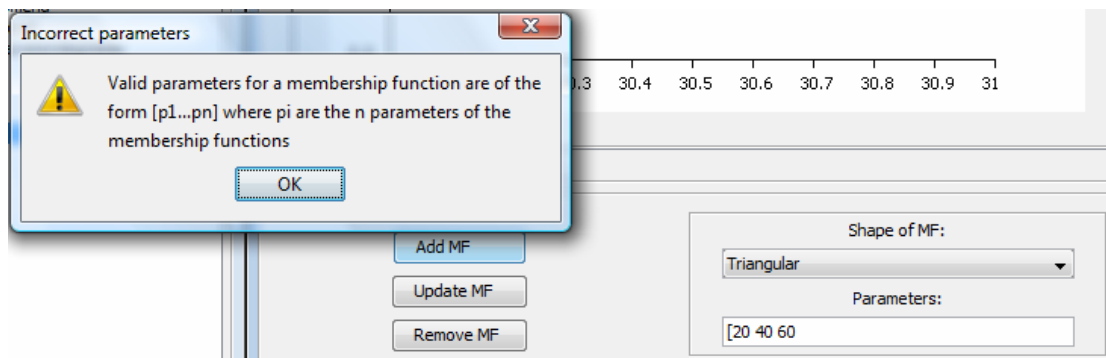 Incorrect parameters
Valid parameters for a membership function are of the
form [p1...pn] where pi are the n parameters of the
membership functions
OK
30.4 30.5 30.6 30.7 30.8 30.9 31
Add MF
Update MF
Remove MF
Shape of MF:
Triangular
Parameters:
[20 40 60